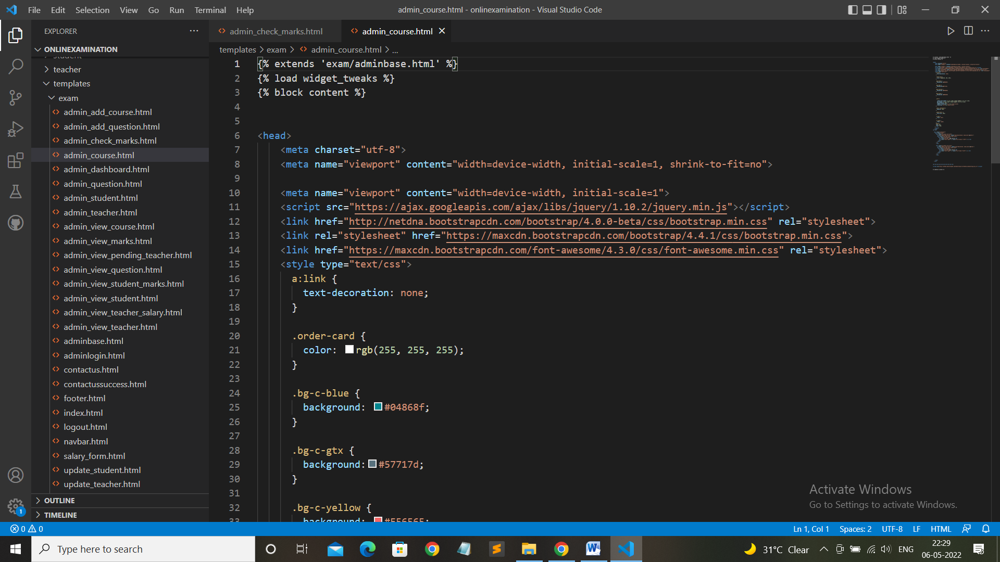 File Edit Selection View Go Run Terminal Help
admin_course.html - onlinexamination - Visual Studio Code
EXPLORER
ONLINEXAMINATION
student
teacher
templates
exam
admin_add_course.html
admin_add_question.html
admin_check_marks.html
admin_course.html
admin_dashboard.html
admin_question.html
admin_student.html
admin_teacher.html
admin_view_course.html
admin_view_marks.html
admin_view_pending_teacher.html
admin_view_question.html
admin_view_student_marks.html
admin_view_student.html
admin_view_teacher_salary.html
admin_view_teacher.html
adminbase.html
adminlogin.html
contactus.html
contactussuccess.html
footer.html
index.html
logout.html
navbar.html
salary_form.html
update_student.html
update_teacher.html
OUTLINE
TIMELINE
admin_check_marks.html
admin_course.html
templates > exam > admin_course.html > ...
1 {% extends 'exam/adminbase.html' %}
2 {% load widget_tweaks %}
3 {% block content %}
4
5
6 <head>
7 <meta charset="utf-8">
8 <meta name="viewport" content="width=device-width, initial-scale=1, shrink-to-fit=no">
9
10 <meta name="viewport" content="width=device-width, initial-scale=1">
11 <script src="https://ajax.googleapis.com/ajax/libs/jquery/1.10.2/jquery.min.js"></script>
12 <link href="http://netdna.bootstrapcdn.com/bootstrap/4.0.0-beta/css/bootstrap.min.css" rel="stylesheet">
13 <link rel="stylesheet" href="https://maxcdn.bootstrapcdn.com/bootstrap/4.4.1/css/bootstrap.min.css">
14 <link href="https://maxcdn.bootstrapcdn.com/font-awesome/4.3.0/css/font-awesome.min.css" rel="stylesheet">
15 <style type="text/css">
16 a:link {
17 text-decoration: none;
18 }
19
20 .order-card {
21 color: rgb(255, 255, 255);
22 }
23
24 .bg-c-blue {
25 background: #04868f;
26 }
27
28 .bg-c-gtx {
29 background: #57717d;
30 }
31
32 .bg-c-yellow {
33 background: #556565;
Activate Windows
Go to Settings to activate Windows.
1
0 0
Ln 1, Col 1 Spaces: 2 UTF-8 LF HTML
Type here to search
31°C Clear
ENG
22:29
06-05-2022